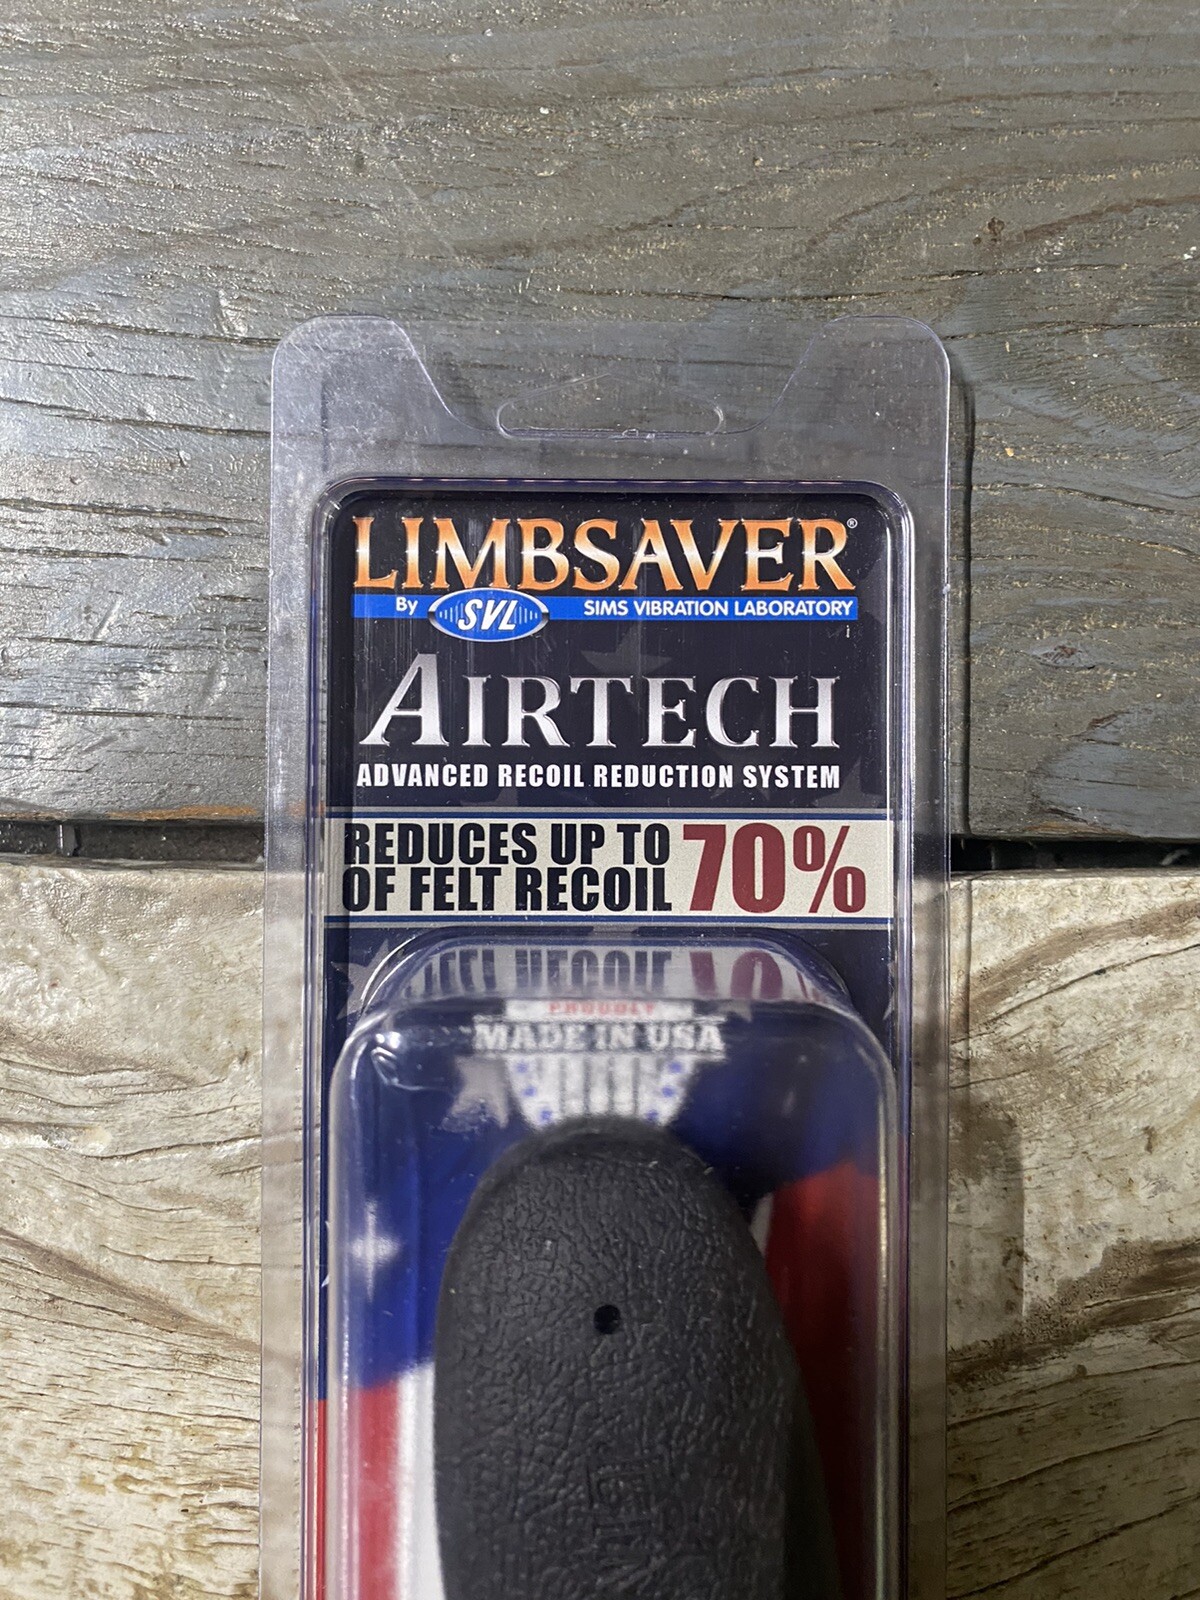 LIMBSAVER®
By SVL SIMS VIBRATION LABORATORY
AIRTECH
ADVANCED RECOIL REDUCTION SYSTEM
REDUCES UP TO 70%
OF FELT RECOIL
PROUDLY
MADE IN USA